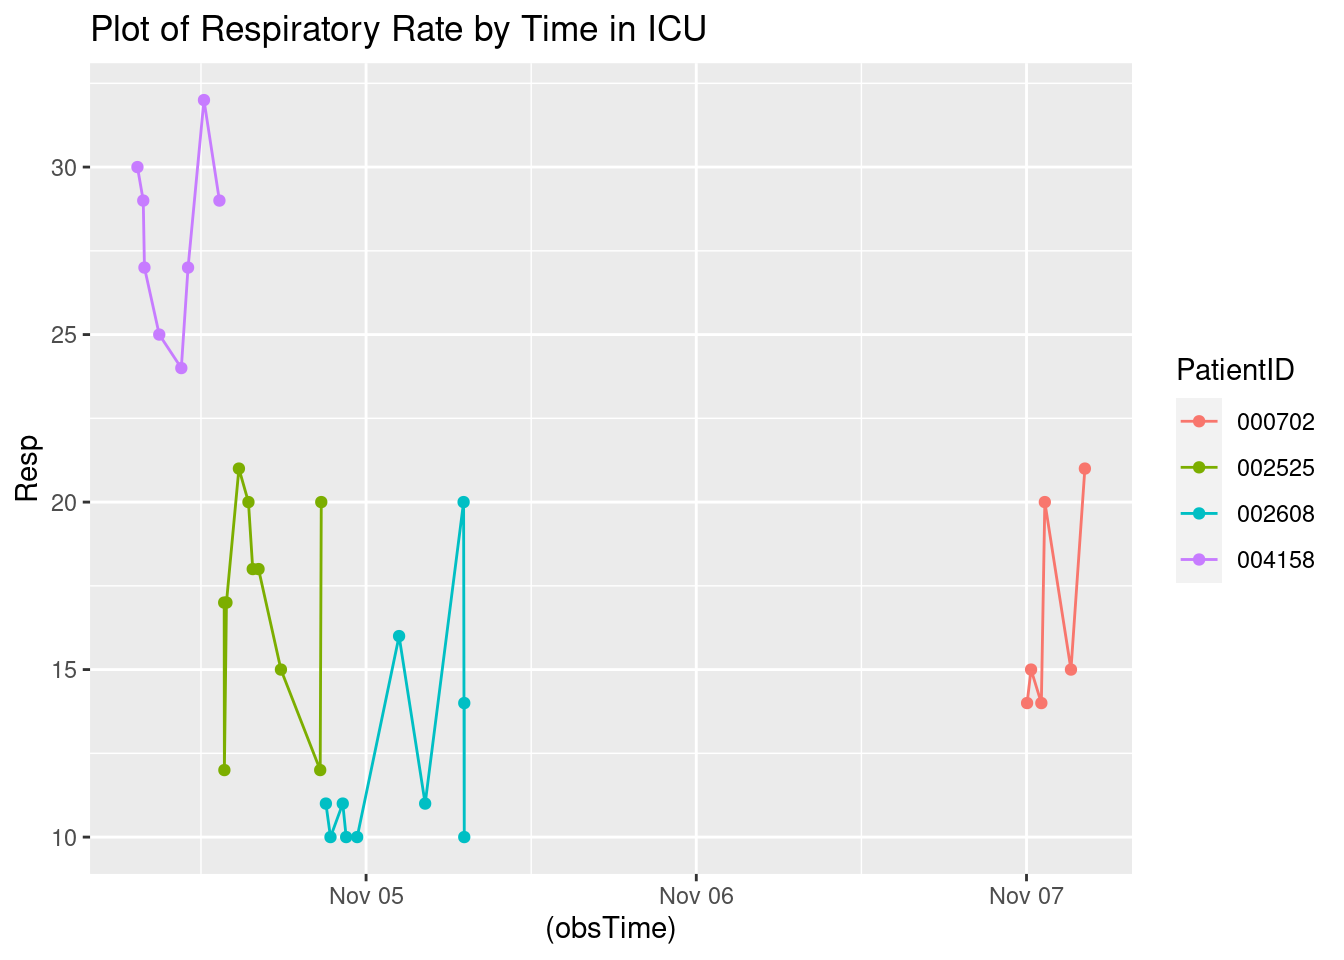 Plot of Respiratory Rate by Time in ICU
30
25
20
15
10
Resp
Nov 05
Nov 06
Nov 07
(obsTime)
PatientID
000702
002525
002608
004158